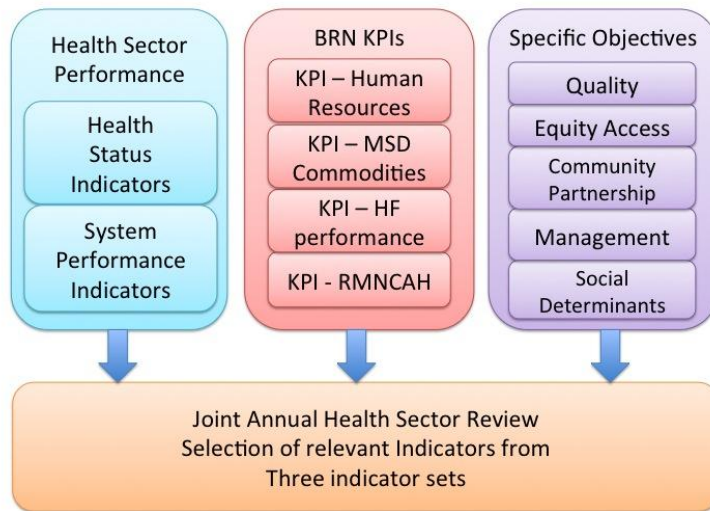 Health Sector
Performance
Health
Status
Indicators
System
Performance
Indicators
BRN KPIs
KPI – Human
Resources
KPI – MSD
Commodities
KPI – HF
performance
KPI - RMNCAH
Specific Objectives
Quality
Equity Access
Community
Partnership
Management
Social
Determinants
Joint Annual Health Sector Review
Selection of relevant Indicators from
Three indicator sets